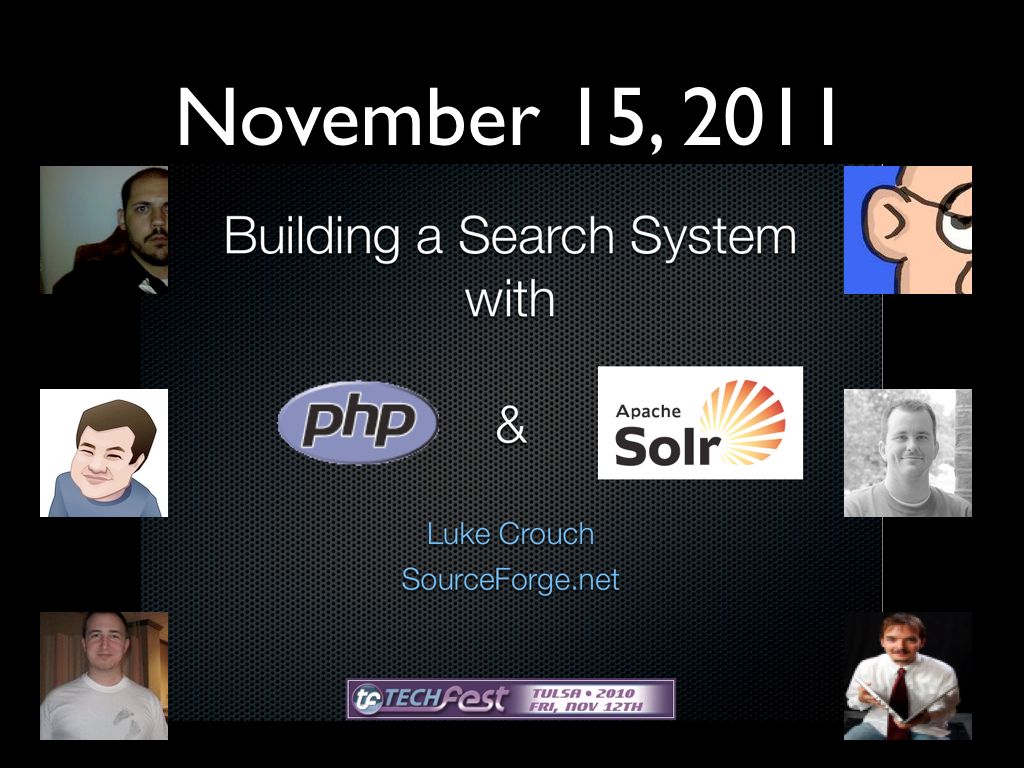 November 15, 2011
Building a Search System
with
php
&
Apache
Solr
Luke Crouch
SourceForge.net
tf TECHfest
TULSA • 2010
FRI, NOV 12TH